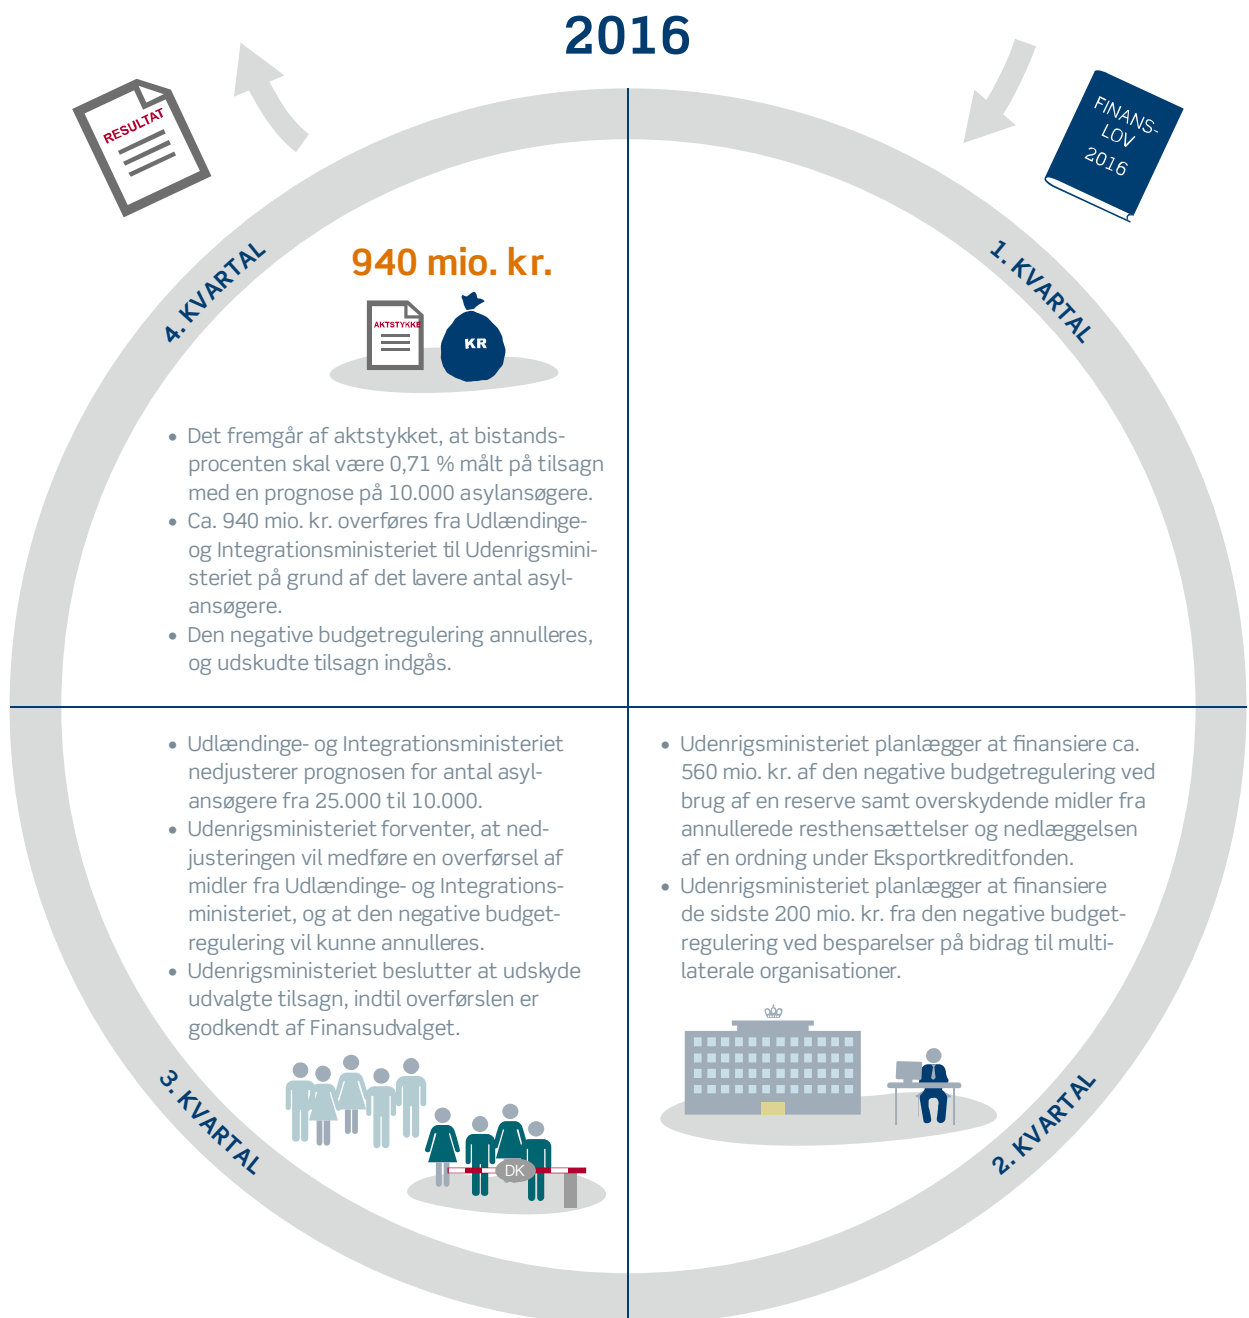 2016
RESULTAT
FINANS-
LOV
2016
1. KVARTAL
4. KVARTAL
940 mio. kr.
AKTSTYKKE
KR
• Det fremgår af aktstykket, at bistands-
procenten skal være 0,71 % målt på tilsagn
med en prognose på 10.000 asylansøgere.
• Ca. 940 mio. kr. overføres fra Udlændinge-
og Integrationsministeriet til Udenrigsmini-
steriet på grund af det lavere antal asyl-
ansøgere.
• Den negative budgetregulering annulleres,
og udskudte tilsagn indgås.
• Udenrigsministeriet planlægger at finansiere ca.
560 mio. kr. af den negative budgetregulering ved
brug af en reserve samt overskydende midler fra
annullerede resthensættelser og nedlæggelsen
af en ordning under Eksportkreditfonden.
• Udenrigsministeriet planlægger at finansiere
de sidste 200 mio. kr. fra den negative budget-
regulering ved besparelser på bidrag til multi-
laterale organisationer.
2. KVARTAL
• Udlændinge- og Integrationsministeriet
nedjusterer prognosen for antal asyl-
ansøgere fra 25.000 til 10.000.
• Udenrigsministeriet forventer, at ned-
justeringen vil medføre en overførsel af
midler fra Udlændinge- og Integrations-
ministeriet, og at den negative budget-
regulering vil kunne annulleres.
• Udenrigsministeriet beslutter at udskyde
udvalgte tilsagn, indtil overførslen er
godkendt af Finansudvalget.
3. KVARTAL
DK